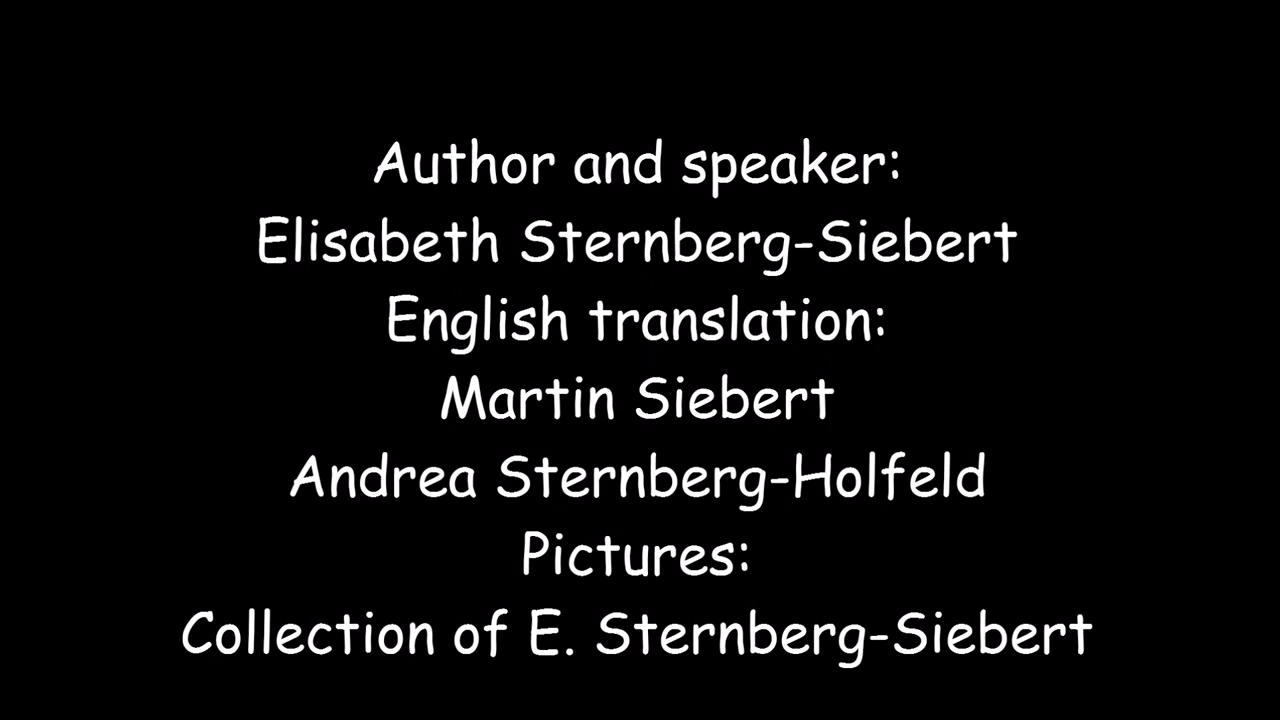 Author and speaker:
Elisabeth Sternberg-Siebert
English translation:
Martin Siebert
Andrea Sternberg-Holfeld
Pictures:
Collection of E. Sternberg-Siebert